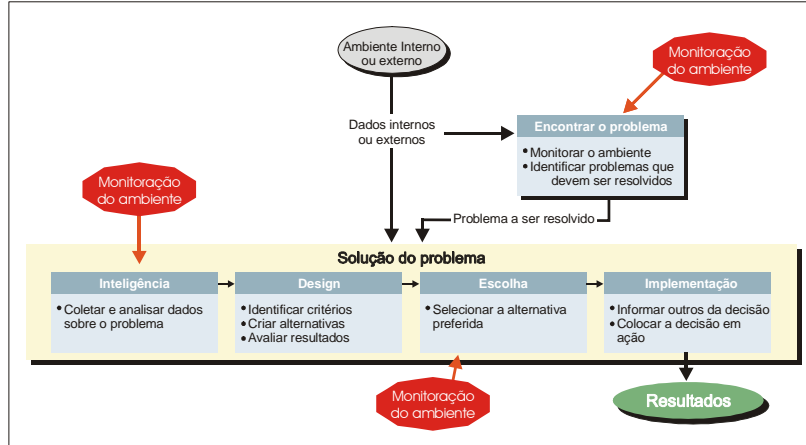 Ambiente Interno
ou externo
Monitoração
do ambiente
Dados internos
ou externos
Encontrar o problema
• Monitorar o ambiente
• Identificar problemas que
devem ser resolvidos
Monitoração
do ambiente
Problema a ser resolvido
Solução do problema
Inteligência
• Coletar e analisar dados
sobre o problema
Design
• Identificar critérios
• Criar alternativas
• Avaliar resultados
Escolha
• Selecionar a alternativa
preferida
Implementação
• Informar outros da decisão
• Colocar a decisão em
ação
Monitoração
do ambiente
Resultados